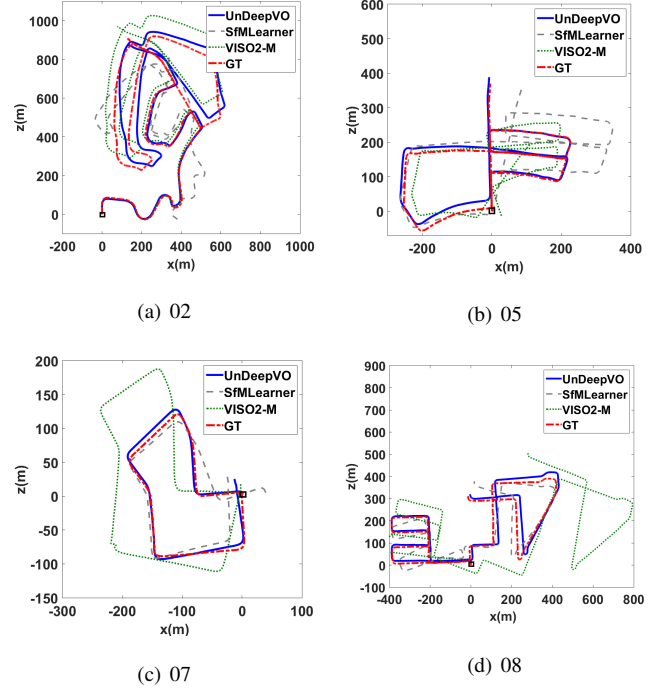 UnDeepVO
SfMLearner
VISO2-M
GT
z(m)
1000
800
600
400
200
0
-200 0 200 400 600 800 1000
x(m)
(a) 02
UnDeepVO
SfMLearner
VISO2-M
GT
z(m)
600
500
400
300
200
100
0
-200 0 200 400
x(m)
(b) 05
UnDeepVO
SfMLearner
VISO2-M
GT
z(m)
200
150
100
50
0
-50
-100
-150
-300 -200 -100 0 100
x(m)
(c) 07
UnDeepVO
SfMLearner
VISO2-M
GT
z(m)
900
800
700
600
500
400
300
200
100
0
-100
-400 -200 0 200 400 600 800
x(m)
(d) 08